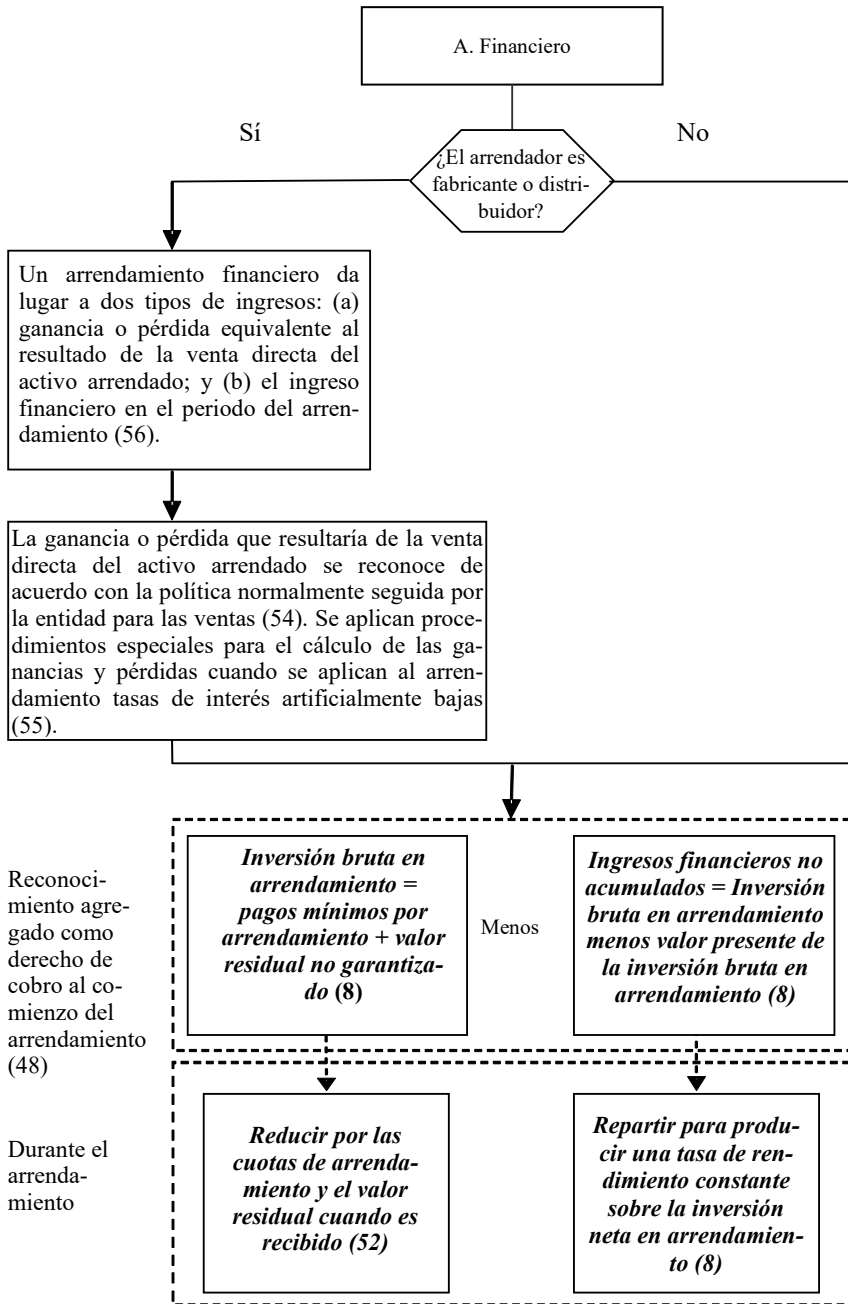 A. Financiero
Sí
No
¿El arrendador es
fabricante o distri-
buidor?
Un arrendamiento financiero da
lugar a dos tipos de ingresos: (a)
ganancia o pérdida equivalente al
resultado de la venta directa del
activo arrendado; y (b) el ingreso
financiero en el periodo del arren-
damiento (56).
La ganancia o pérdida que resultaría de la venta
directa del activo arrendado se reconoce de
acuerdo con la política normalmente seguida por
la entidad para las ventas (54). Se aplican proce-
dimientos especiales para el cálculo de las ga-
nancias y pérdidas cuando se aplican al arren-
damiento tasas de interés artificialmente bajas
(55).
Reconoci-
miento agre-
gado como
derecho de
cobro al co-
mienzo del
arrendamiento
(48)
Inversión bruta en
arrendamiento =
pagos mínimos por
arrendamiento + valor
residual no garantiza-
do (8)
Menos
Ingresos financieros no
acumulados = Inversión
bruta en arrendamiento
menos valor presente de
la inversión bruta en
arrendamiento (8)
Durante el
arrenda-
miento
Reducir por las
cuotas de arrenda-
miento y el valor
residual cuando es
recibido (52)
Repartir para produ-
cir una tasa de ren-
dimiento constante
sobre la inversión
neta en arrendamien-
to (8)